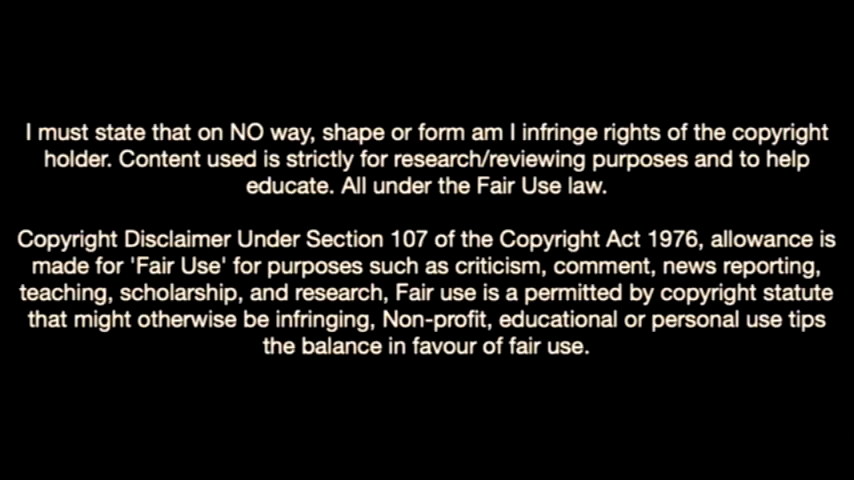 I must state that on NO way, shape or form am I infringe rights of the copyright
holder. Content used is strictly for research/reviewing purposes and to help
educate. All under the Fair Use law.
Copyright Disclaimer Under Section 107 of the Copyright Act 1976, allowance is
made for 'Fair Use' for purposes such as criticism, comment, news reporting,
teaching, scholarship, and research, Fair use is a permitted by copyright statute
that might otherwise be infringing, Non-profit, educational or personal use tips
the balance in favour of fair use.